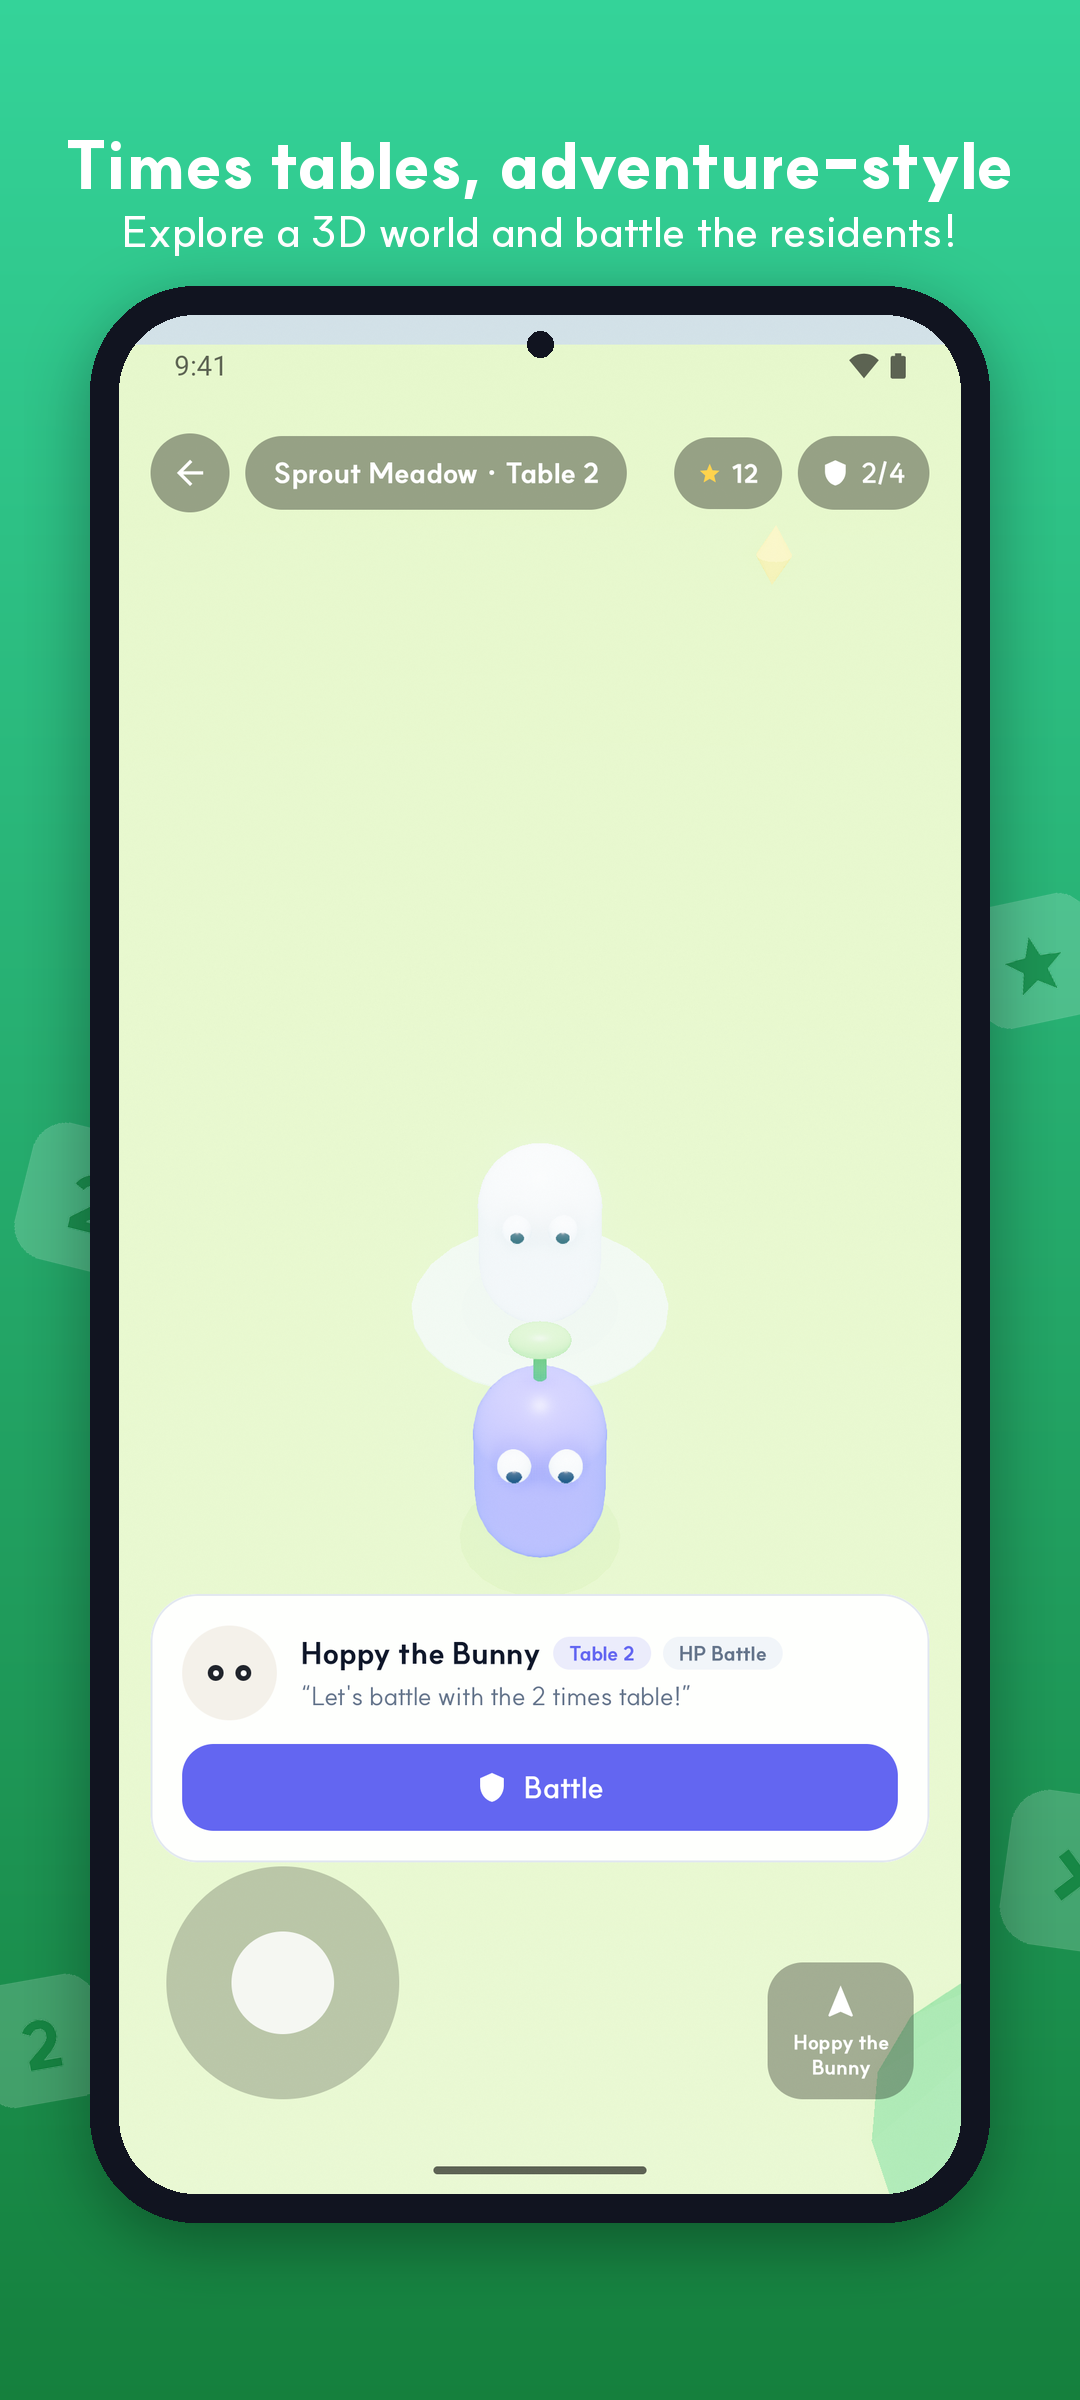 Times tables, adventure-style
Explore a 3D world and battle the residents!
9:41
Sprout Meadow · Table 2
12
2/4
2
Hoppy the Bunny
Table 2
HP Battle
“Let's battle with the 2 times table!”
Battle
Hoppy the
Bunny
2